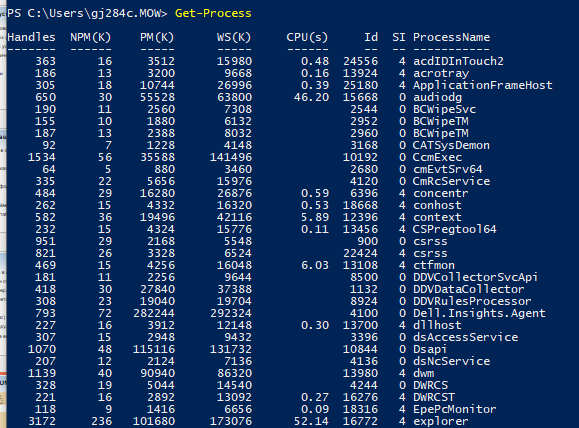 PS C:\Users\gj284c.MOW> Get-Process
Handles NPM(K) PM(K) WS(K) CPU(s) Id SI ProcessName
------- ------ ----- ----- ------ -- -- -----------
363 16 3512 15980 0.48 24556 4 acdIDInTouch2
186 13 3200 9668 0.16 13924 4 acrotray
305 18 10744 26996 0.39 25180 4 ApplicationFrameHost
650 30 55528 63800 46.20 15668 0 audiodg
190 11 2560 7308 2544 0 BCWipeSvc
155 10 1880 6132 2952 0 BCWipeTM
187 13 2388 8032 2960 0 BCWipeTM
92 7 1228 4148 3168 0 CATSysDemon
1534 56 35588 141496 10192 0 CcmExec
64 5 880 3460 2680 0 cmEvtSrv64
335 22 5656 15976 4120 0 CmRcService
484 29 16280 26876 0.59 6396 4 concentr
262 15 4332 16320 0.53 18668 4 conhost
582 36 19496 42116 5.89 12396 4 context
232 15 4324 15776 0.11 13456 4 CSPregtool64
951 29 2168 5548 900 0 csrss
821 26 3328 6524 22424 4 csrss
469 15 4256 16048 6.03 13108 4 ctfmon
181 11 2256 9644 8500 0 DDVCollectorSvcApi
418 30 27840 37388 1132 0 DDVDataCollector
308 23 19040 19704 8924 0 DDVRulesProcessor
793 72 282244 292324 4100 0 Dell.Insights.Agent
227 16 3912 12148 0.30 13700 4 dllhost
307 15 2948 9432 3396 0 dsAccessService
1070 48 115116 131732 10844 0 Dsapi
207 12 2124 7136 4136 0 dsNcService
1139 40 90940 86320 13980 4 dwm
328 19 5044 14540 4244 0 DWRCS
221 16 2892 13092 0.27 16276 4 DWRCST
118 9 1416 6656 0.09 18316 4 EpePcMonitor
3172 236 101680 173076 52.14 16772 4 explorer